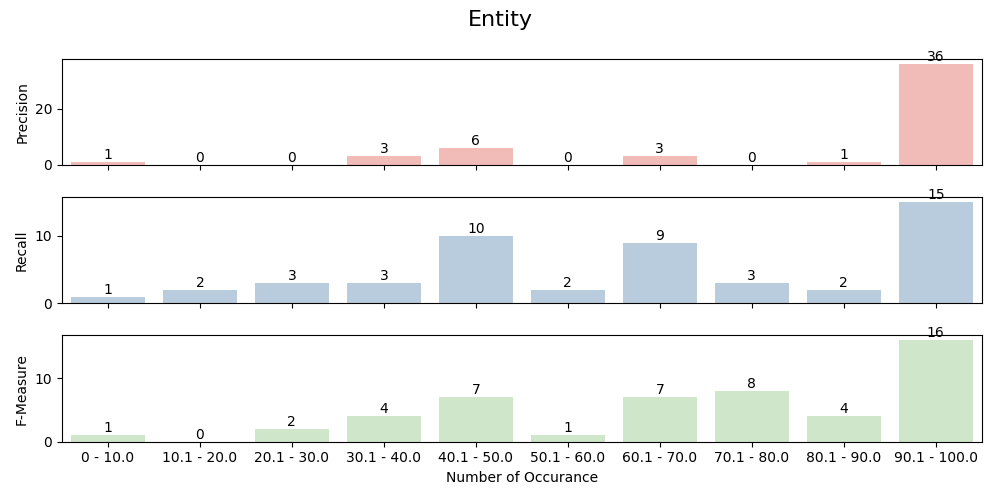 Entity
Precision
20
0
1 0 0 3 6 0 3 0 1 36
Recall
10
0
1 2 3 3 10 2 9 3 2 15
F-Measure
10
0
1 0 2 4 7 1 7 8 4 16
0 - 10.0 10.1 - 20.0 20.1 - 30.0 30.1 - 40.0 40.1 - 50.0 50.1 - 60.0 60.1 - 70.0 70.1 - 80.0 80.1 - 90.0 90.1 - 100.0
Number of Occurance